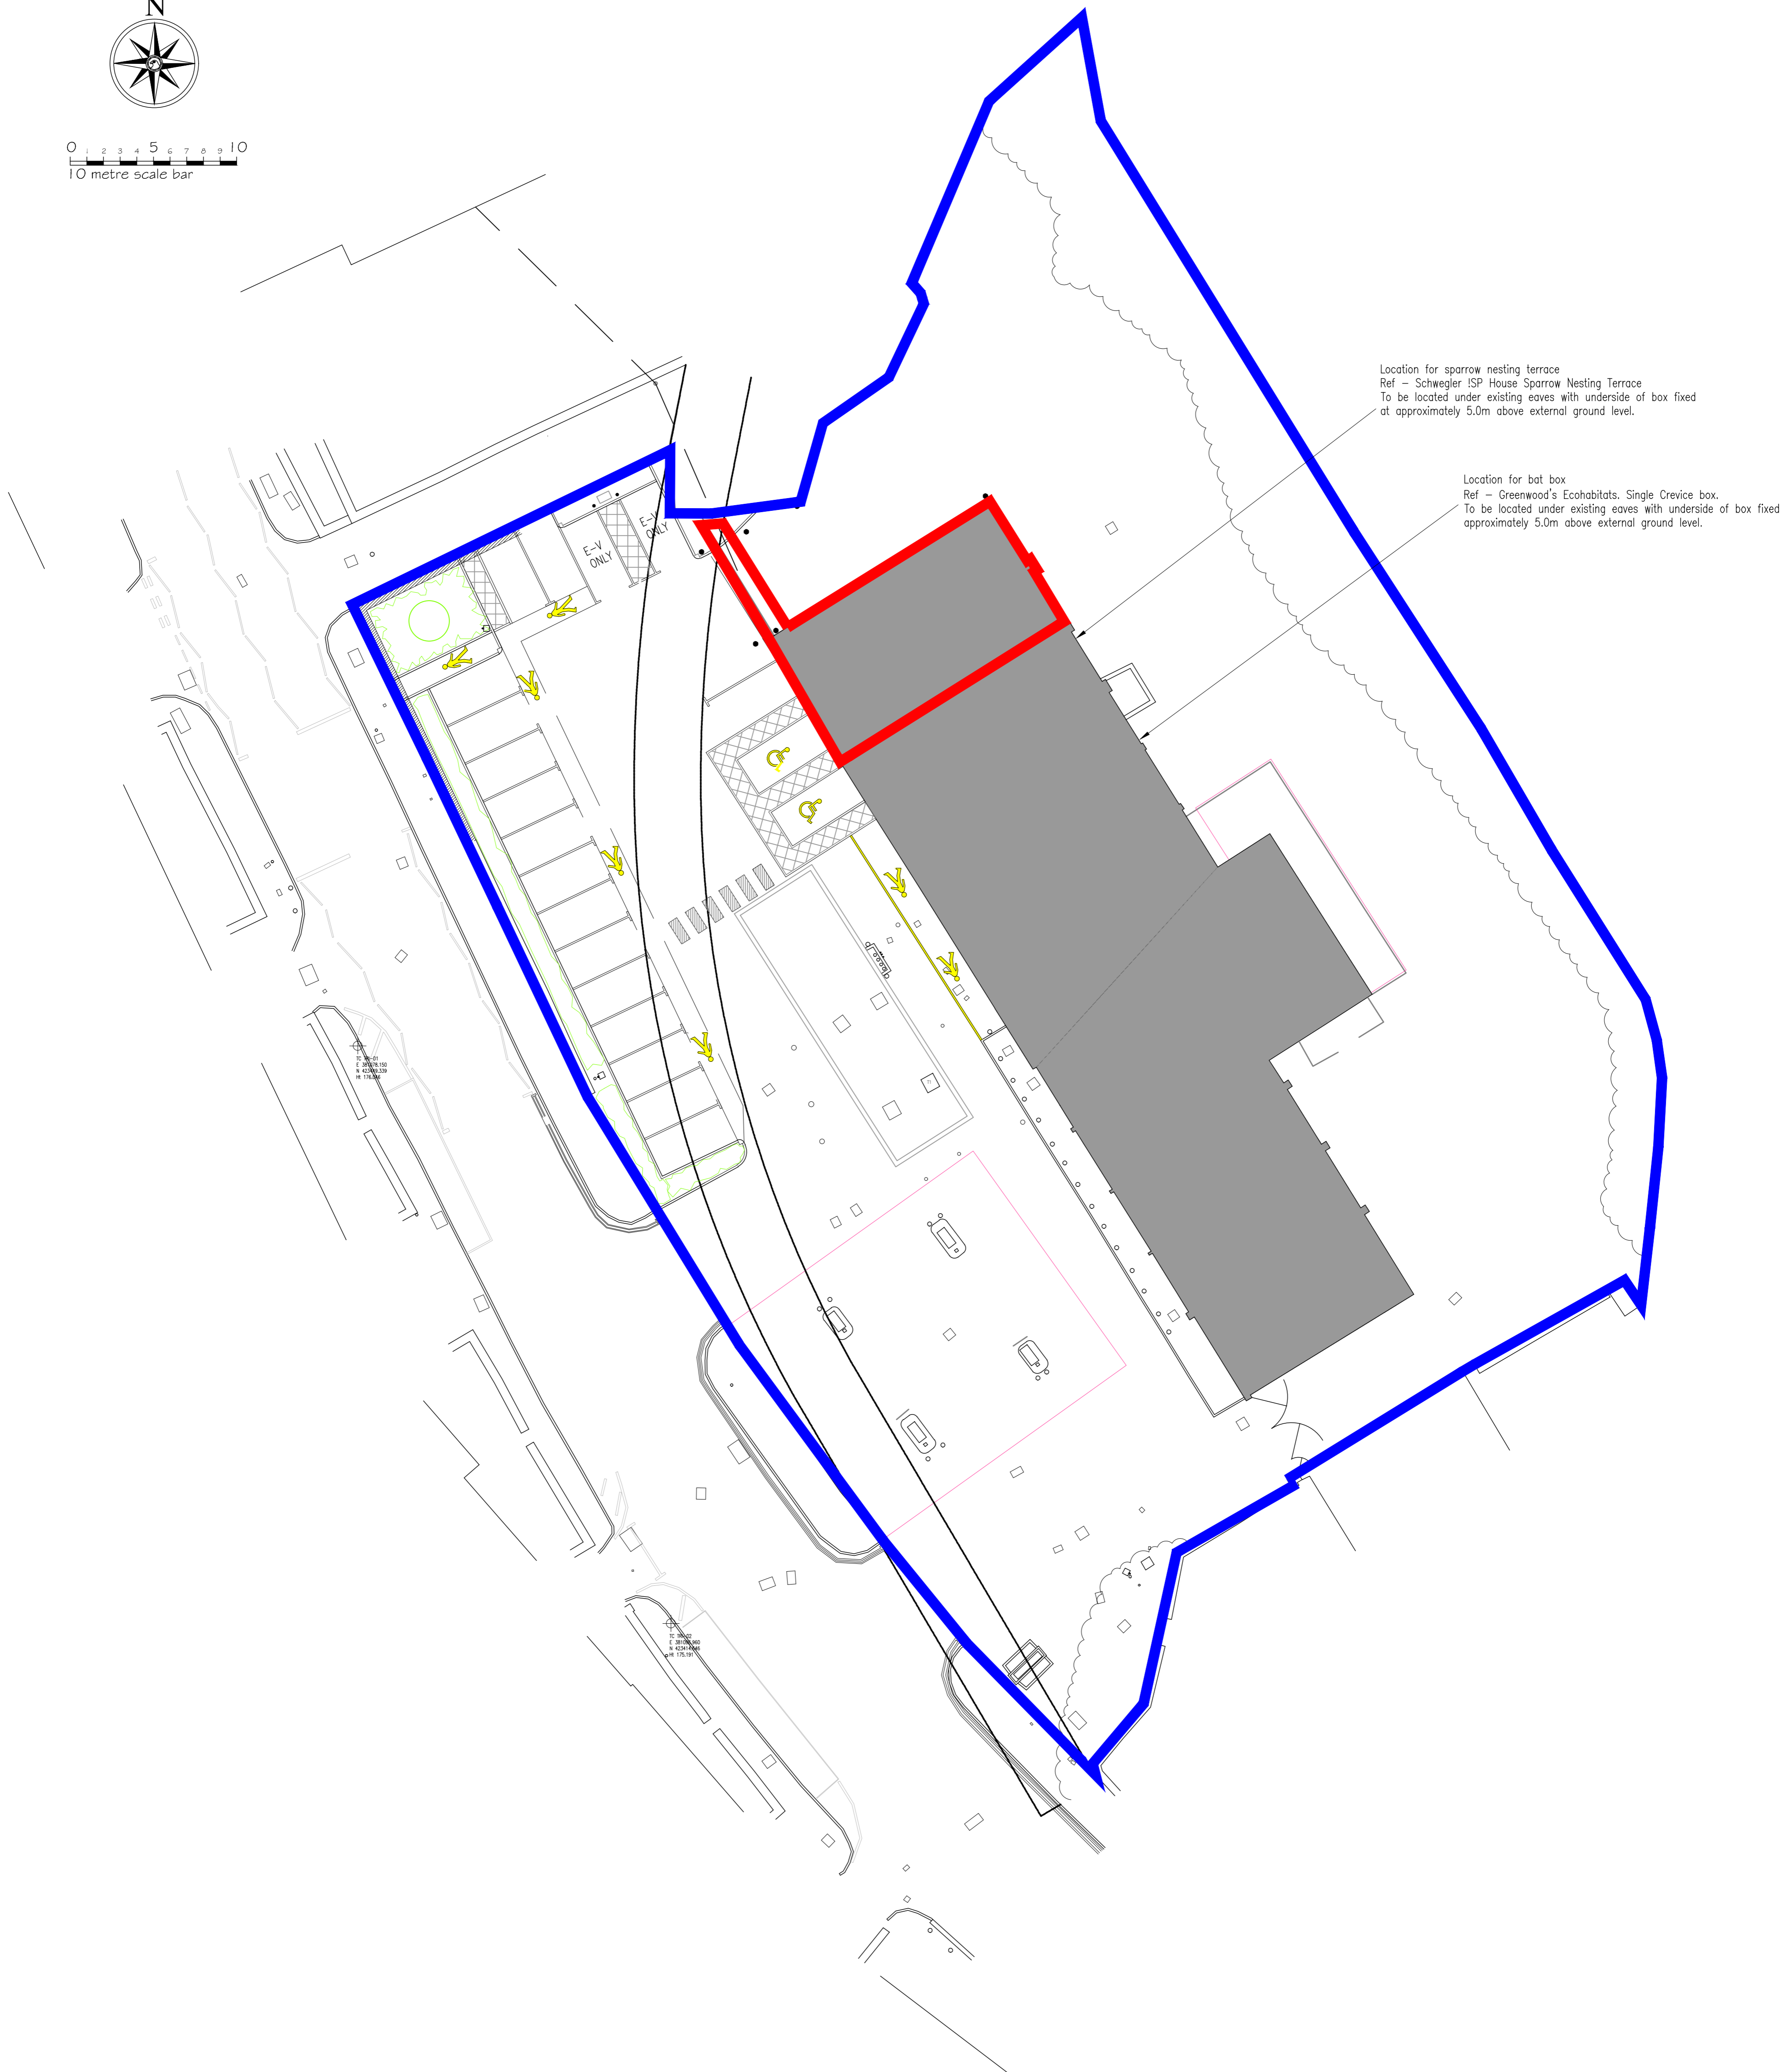 N
0 1 2 3 4 5 6 7 8 9 10
10 metre scale bar
Location for sparrow nesting terrace
Ref – Schwegler !SP House Sparrow Nesting Terrace
To be located under existing eaves with underside of box fixed
at approximately 5.0m above external ground level.
Location for bat box
Ref – Greenwood's Ecohabitats. Single Crevice box.
To be located under existing eaves with underside of box fixed
approximately 5.0m above external ground level.
E-V
ONLY
E-V
ONLY